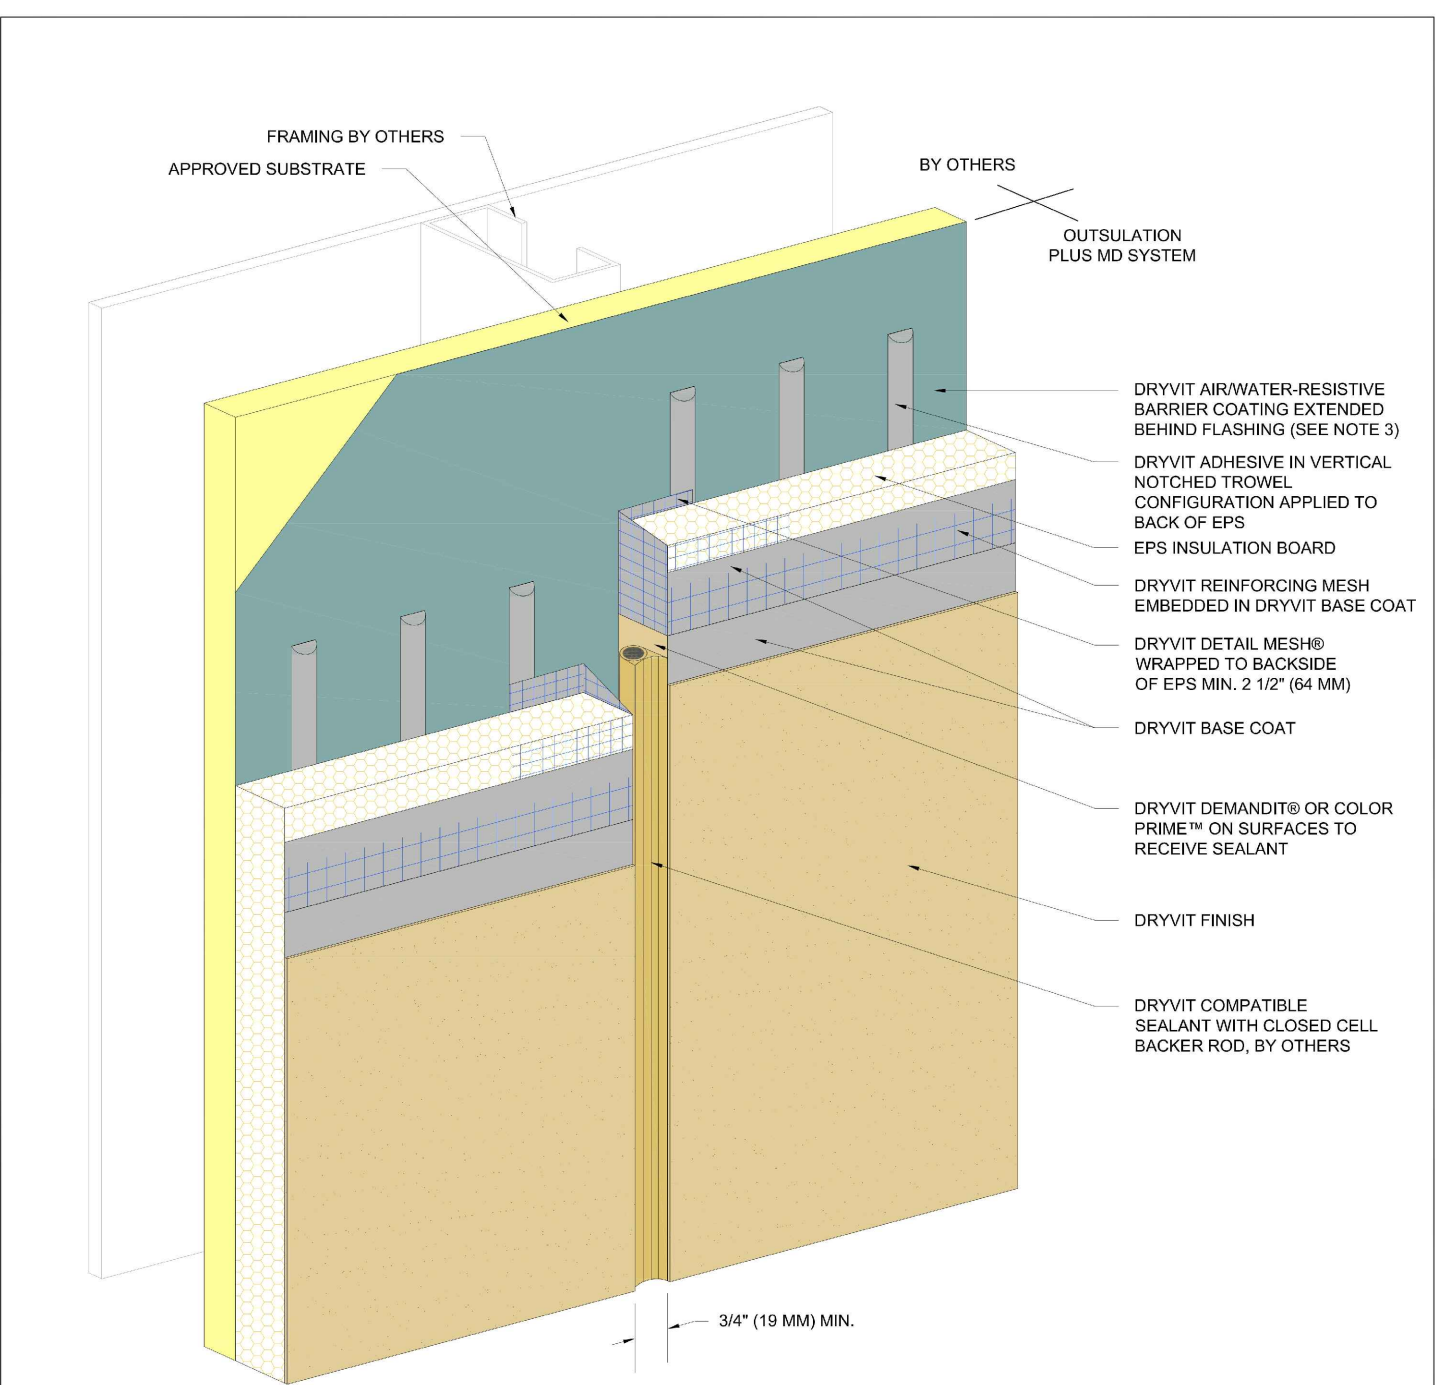 FRAMING BY OTHERS
APPROVED SUBSTRATE
BY OTHERS
OUTSULATION
PLUS MD SYSTEM
DRYVIT AIR/WATER-RESISTIVE
BARRIER COATING EXTENDED
BEHIND FLASHING (SEE NOTE 3)
DRYVIT ADHESIVE IN VERTICAL
NOTCHED TROWEL
CONFIGURATION APPLIED TO
BACK OF EPS
EPS INSULATION BOARD
DRYVIT REINFORCING MESH
EMBEDDED IN DRYVIT BASE COAT
DRYVIT DETAIL MESH®
WRAPPED TO BACKSIDE
OF EPS MIN. 2 1/2" (64 MM)
DRYVIT BASE COAT
DRYVIT DEMANDIT® OR COLOR
PRIME™ ON SURFACES TO
RECEIVE SEALANT
DRYVIT FINISH
DRYVIT COMPATIBLE
SEALANT WITH CLOSED CELL
BACKER ROD, BY OTHERS
3/4" (19 MM) MIN.